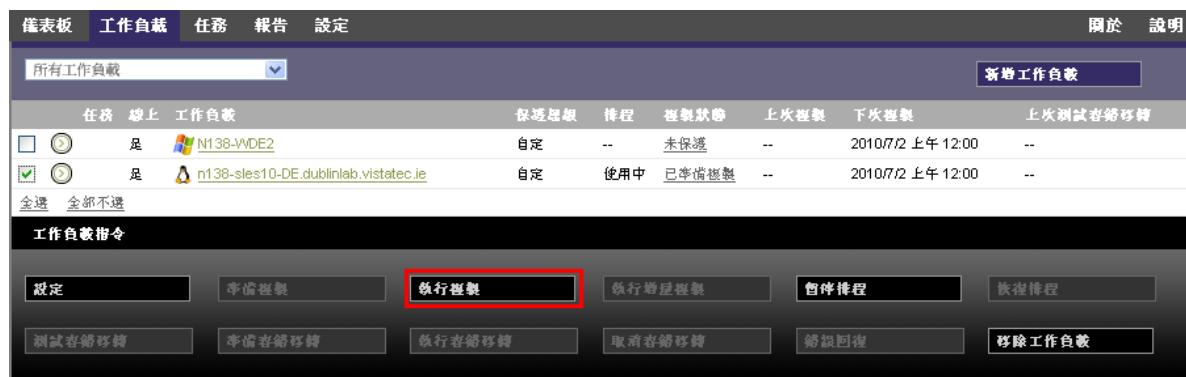 儀表板 工作負載 任務 報告 設定 關於 說明
所有工作負載 新增工作負載
任務 線上 工作負載 保護層級 排程 複製狀態 上次複製 下次複製 上次測試容錯移轉
是 N138-WDE2 自定 -- 未保護 -- 2010/7/2 上午 12:00 --
是 n138-sles10-DE.dublinlab.vistatec.ie 自定 使用中 已準備複製 -- 2010/7/2 上午 12:00 --
全選 全部不選
工作負載指令
設定 準備複製 執行複製 執行增量複製 暫停排程 恢復排程
測試容錯移轉 準備容錯移轉 執行容錯移轉 取消容錯移轉 錯誤回復 移除工作負載